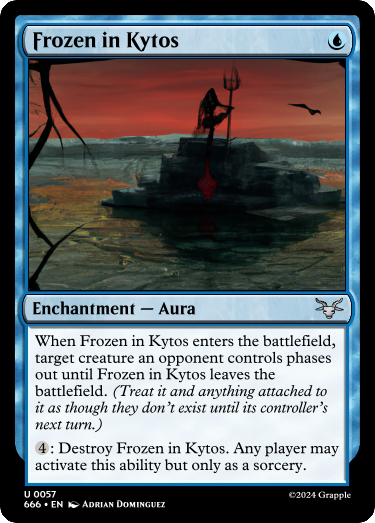 Frozen in Kytos
Enchantment — Aura
When Frozen in Kytos enters the battlefield,
target creature an opponent controls phases
out until Frozen in Kytos leaves the
battlefield. (Treat it and anything attached to
it as though they don't exist until its controller's
next turn.)
4: Destroy Frozen in Kytos. Any player may
activate this ability but only as a sorcery.
U 0057
666 • EN Adrian Dominguez
©2024 Grapple